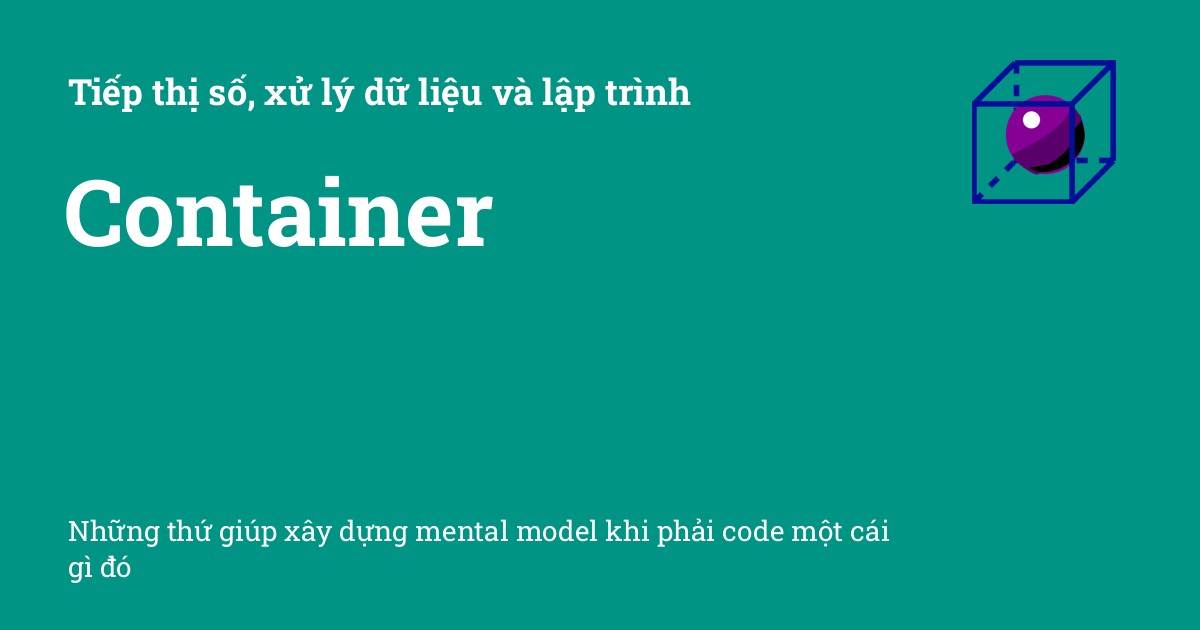 Tiếp thị số, xử lý dữ liệu và lập trình
Container
Những thứ giúp xây dựng mental model khi phải code một cái
gì đó